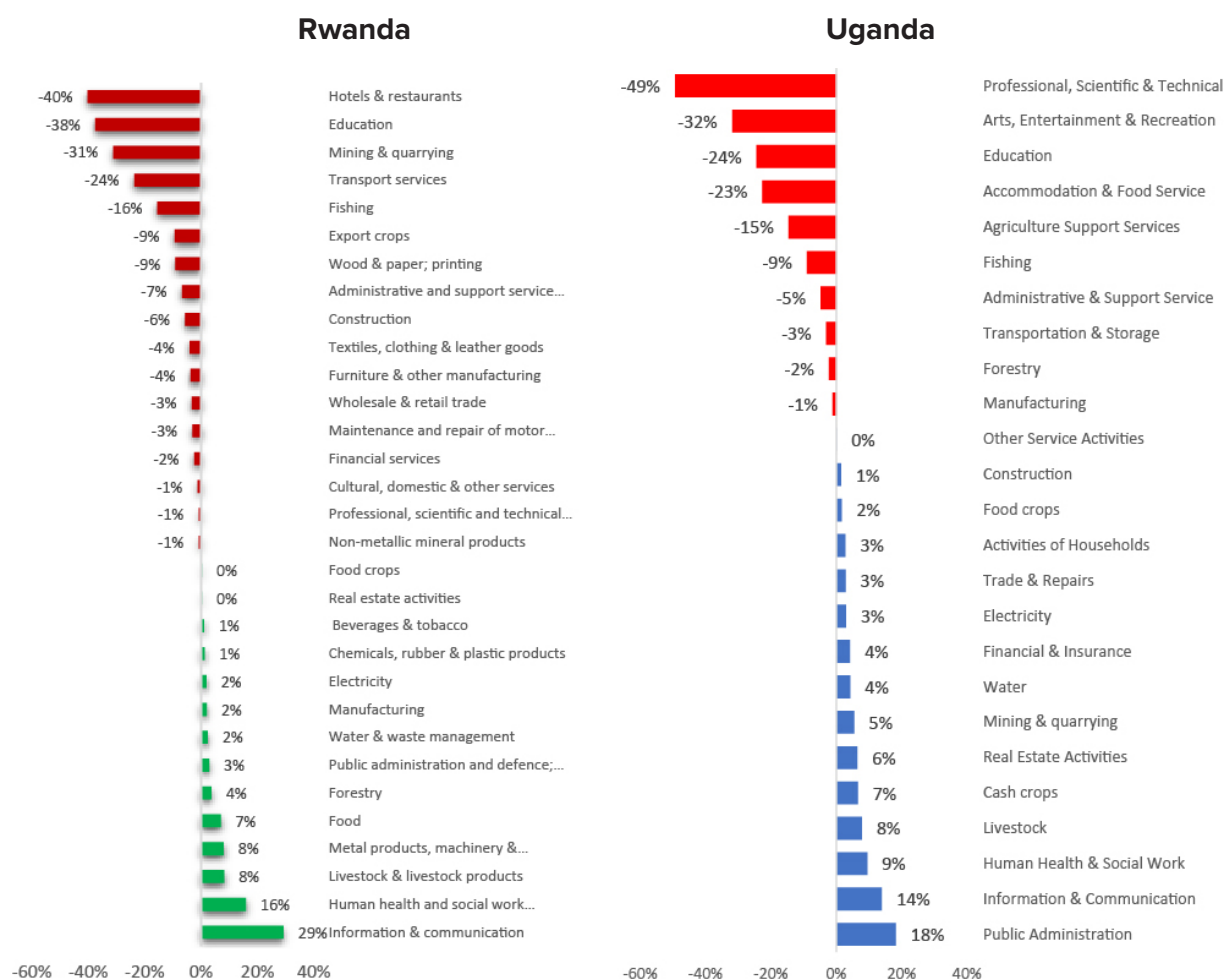 Rwanda
-40% Hotels & restaurants
-38% Education
-31% Mining & quarrying
-24% Transport services
-16% Fishing
-9% Export crops
-9% Wood & paper; printing
-7% Administrative and support service...
-6% Construction
-4% Textiles, clothing & leather goods
-4% Furniture & other manufacturing
-3% Wholesale & retail trade
-3% Maintenance and repair of motor...
-2% Financial services
-1% Cultural, domestic & other services
-1% Professional, scientific and technical...
-1% Non-metallic mineral products
0% Food crops
0% Real estate activities
1% Beverages & tobacco
1% Chemicals, rubber & plastic products
2% Electricity
2% Manufacturing
2% Water & waste management
3% Public administration and defence;...
4% Forestry
7% Food
8% Metal products, machinery &...
8% Livestock & livestock products
16% Human health and social work...
29% Information & communication
-60% -40% -20% 0% 20% 40%
Uganda
-49% Professional, Scientific & Technical
-32% Arts, Entertainment & Recreation
-24% Education
-23% Accommodation & Food Service
-15% Agriculture Support Services
-9% Fishing
-5% Administrative & Support Service
-3% Transportation & Storage
-2% Forestry
-1% Manufacturing
0% Other Service Activities
1% Construction
2% Food crops
3% Activities of Households
3% Trade & Repairs
3% Electricity
4% Financial & Insurance
4% Water
5% Mining & quarrying
6% Real Estate Activities
7% Cash crops
8% Livestock
9% Human Health & Social Work
14% Information & Communication
18% Public Administration
-60% -40% -20% 0% 20% 40%